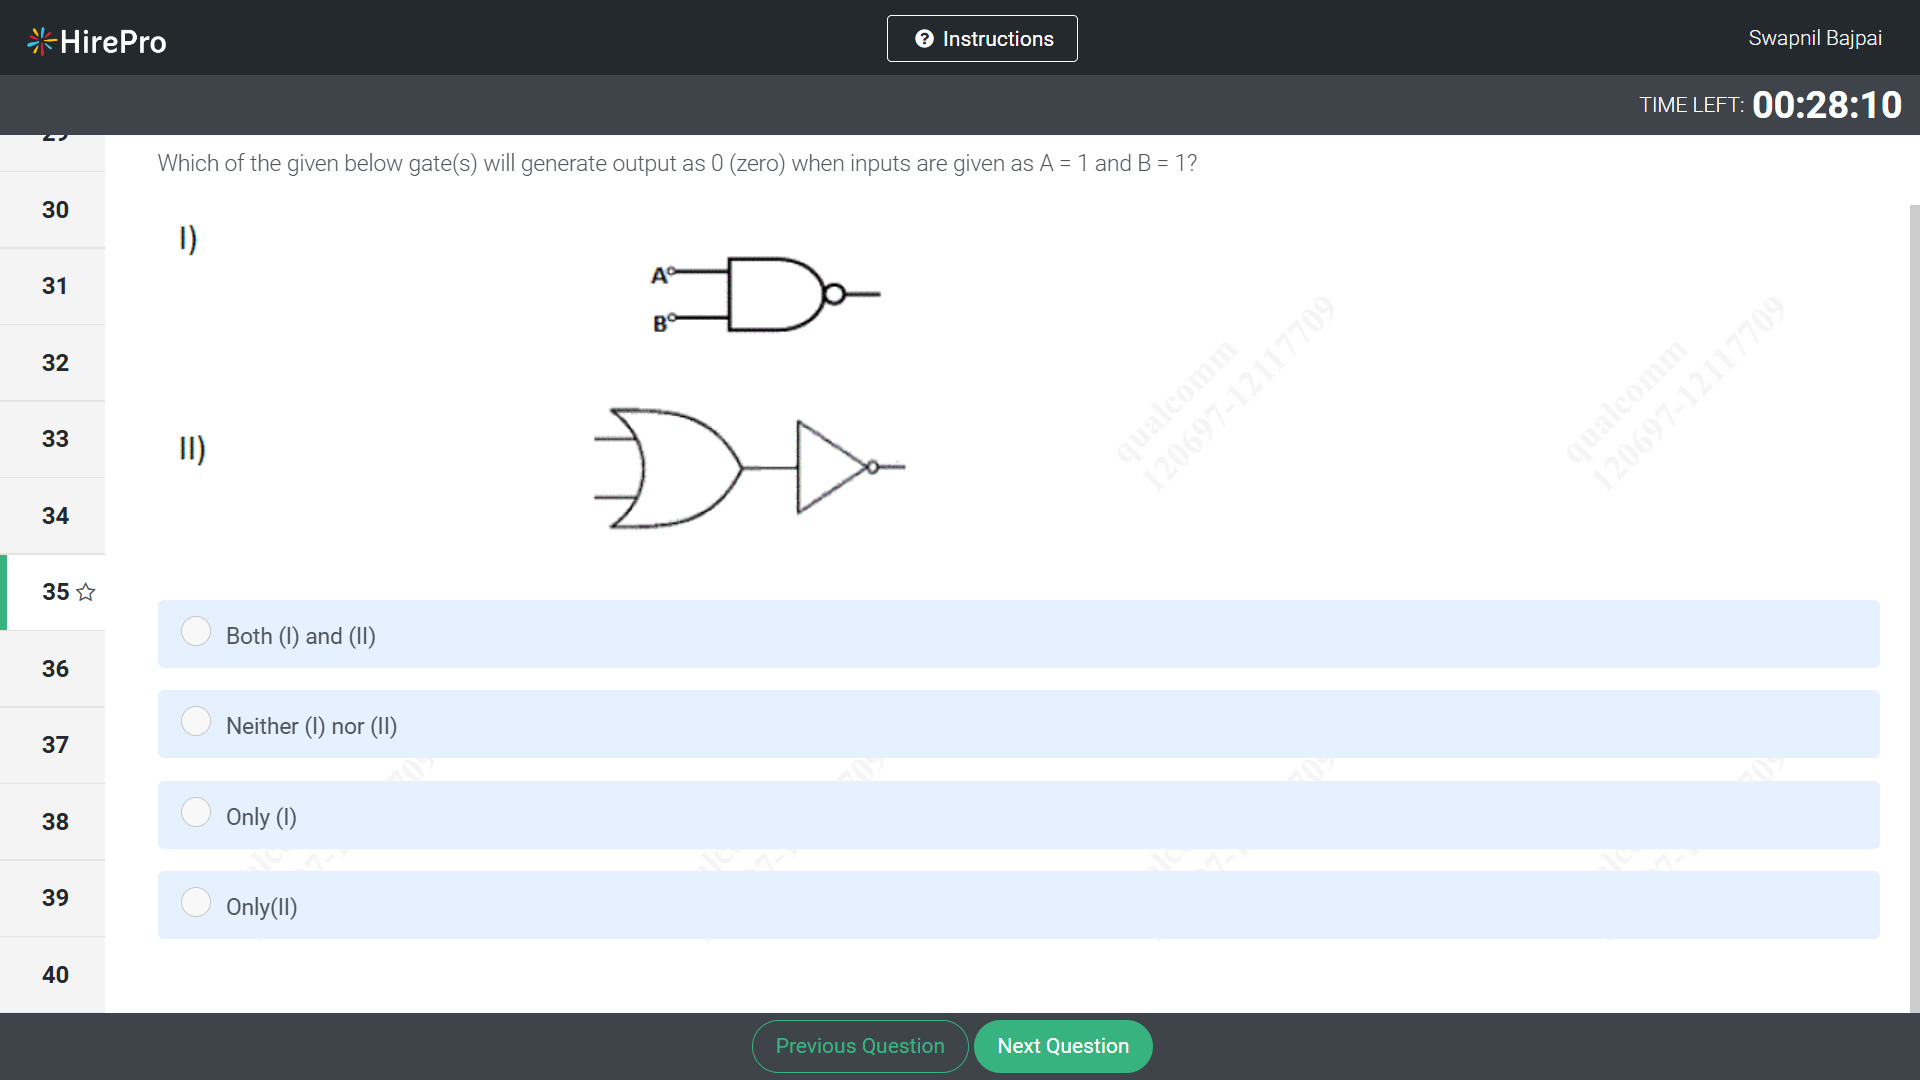 HirePro
Instructions
Swapnil Bajpai
TIME LEFT: 00:28:10
29
Which of the given below gate(s) will generate output as 0 (zero) when inputs are given as A = 1 and B = 1?
30
I)
A
B
31
32
33
II)
34
35
36
37
38
39
40
qualcomm
120697-12117709
qualcomm
120697-12117709
Both (I) and (II)
Neither (I) nor (II)
Only (I)
Only(II)
Previous Question
Next Question